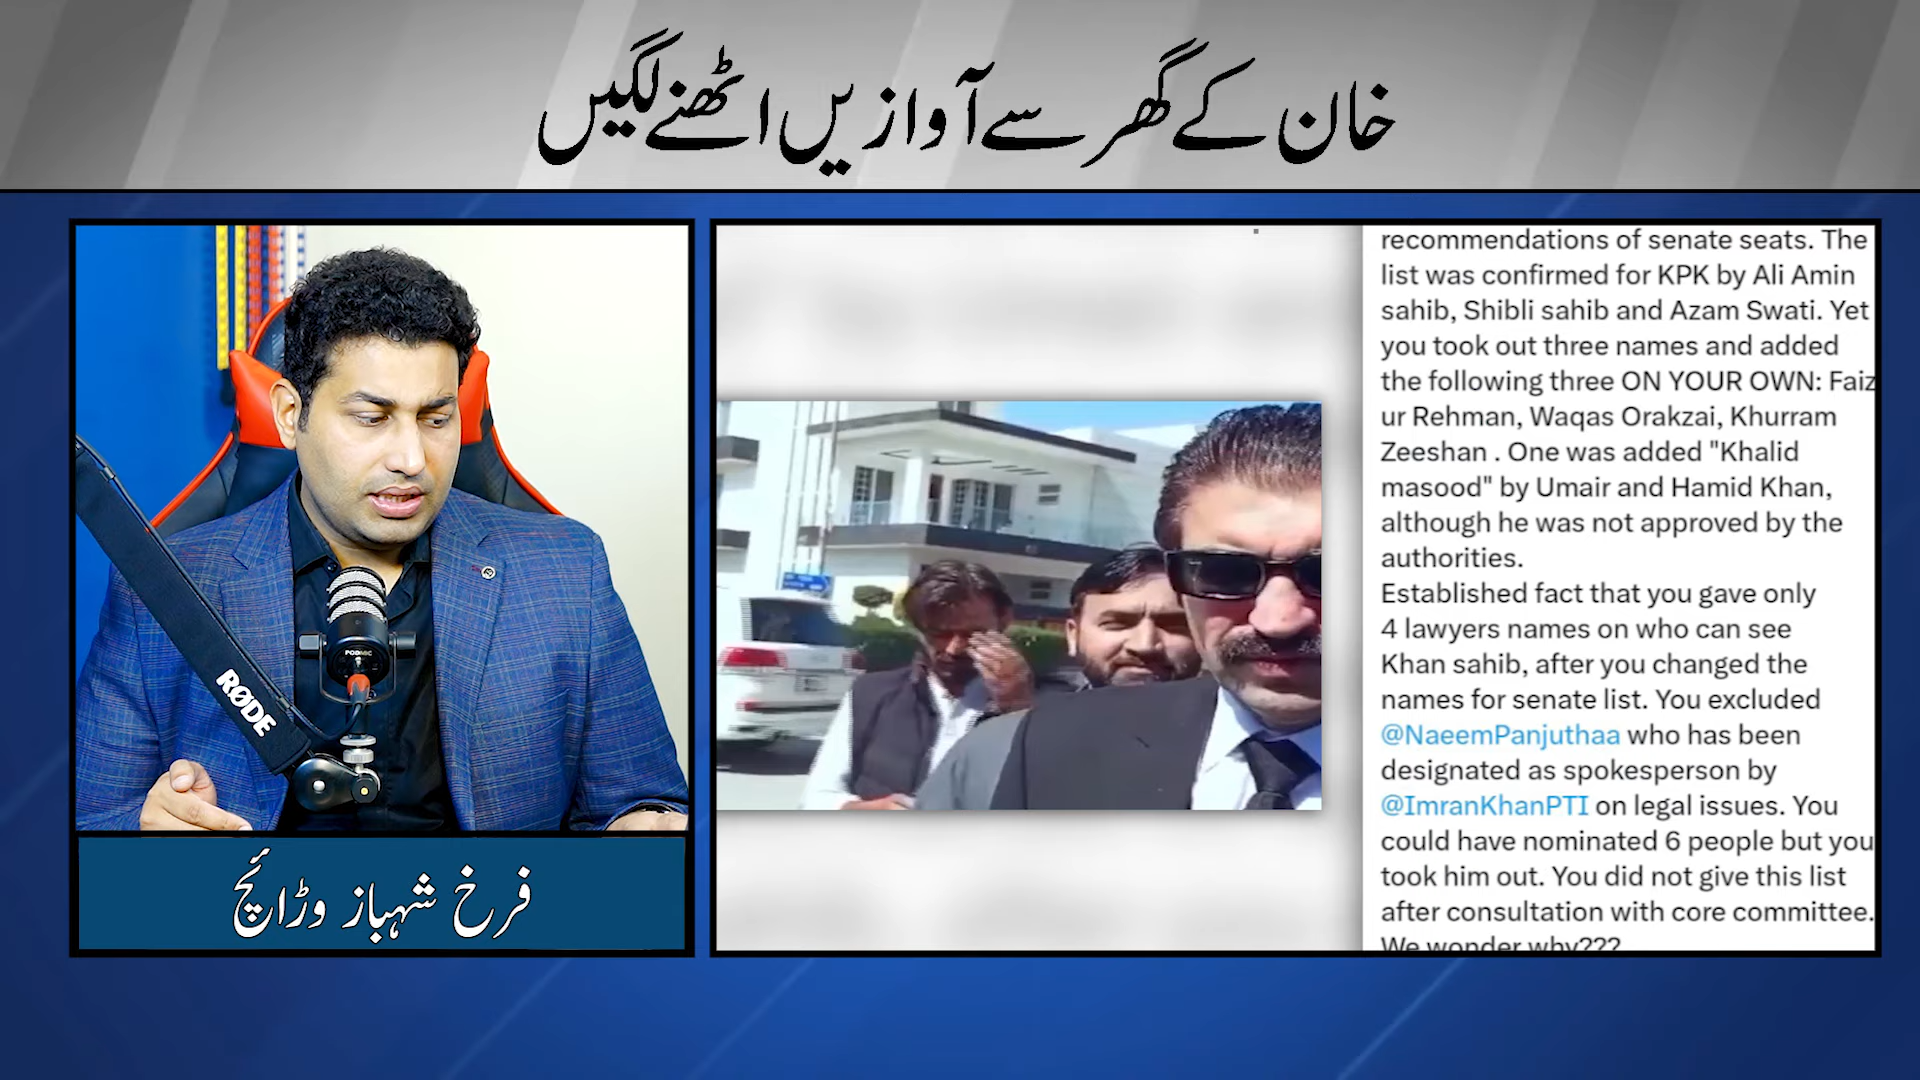 خان کے گھر سے آوازیں اٹھنے لگیں
recommendations of senate seats. The
list was confirmed for KPK by Ali Amin
sahib, Shibli sahib and Azam Swati. Yet
you took out three names and added
the following three ON YOUR OWN: Faiz
ur Rehman, Waqas Orakzai, Khurram
Zeeshan . One was added "Khalid
masood" by Umair and Hamid Khan,
although he was not approved by the
authorities.
Established fact that you gave only
4 lawyers names on who can see
Khan sahib, after you changed the
names for senate list. You excluded
@NaeemPanjuthaa who has been
designated as spokesperson by
@ImranKhanPTI on legal issues. You
could have nominated 6 people but you
took him out. You did not give this list
after consultation with core committee.
We wonder why???
PODMIC
RØDE
فرخ شہباز وڑائچ